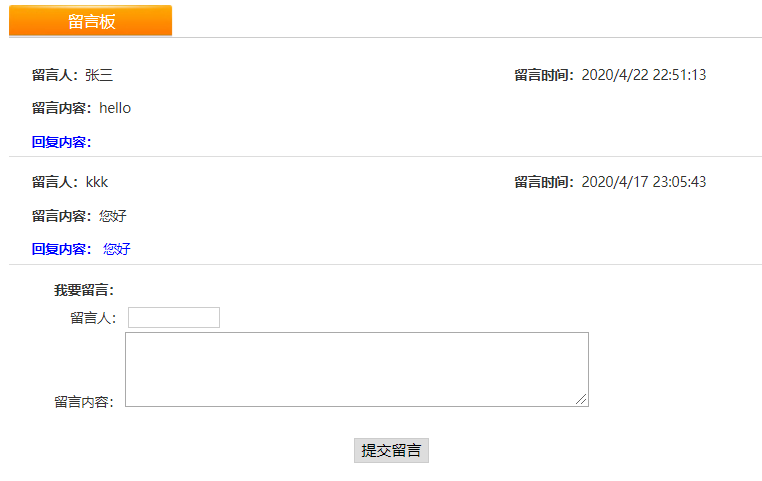 留言板
留言人：张三 留言时间：2020/4/22 22:51:13
留言内容：hello
回复内容：
留言人：kkk 留言时间：2020/4/17 23:05:43
留言内容：您好
回复内容： 您好
我要留言：
留言人：
留言内容：
提交留言